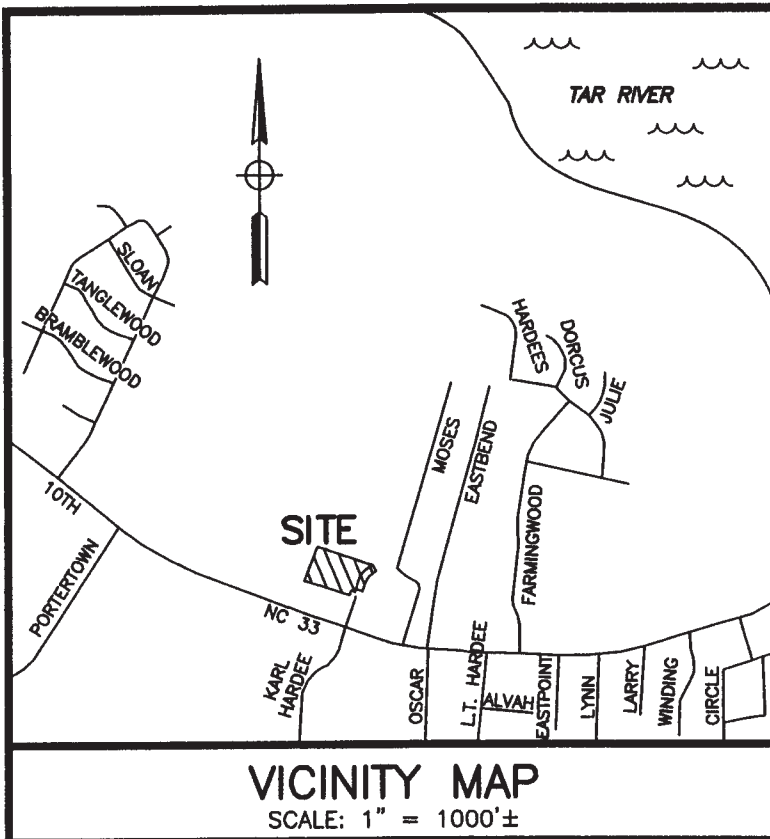 TAR RIVER
SLOAN
TANGLEWOOD
BRAMBLEWOOD
HARDEES
DORCUS
JULIE
MOSES
EASTBEND
FARMINGWOOD
10TH
SITE
PORTERTOWN
NC 33
KARL
HARDEE
OSCAR
L.T. HARDEE
ALVAH
EASTPOINT
LYNN
LARRY
WINDING
CIRCLE
VICINITY MAP
SCALE: 1" = 1000'±